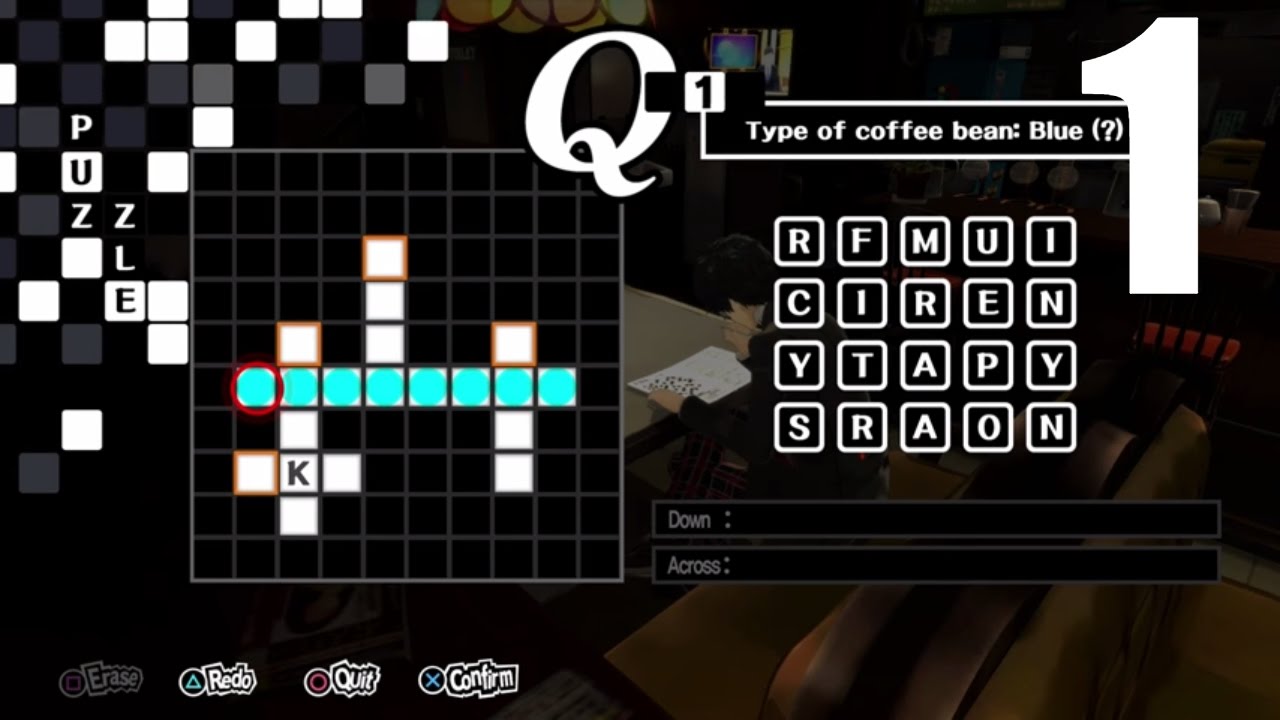 Q 1
1
Type of coffee bean: Blue (?)
P
U
Z Z
L
E
R F M U I
C I R E N
Y T A P Y
S R A O N
K
Down :
Across:
Erase Redo Quit Confirm